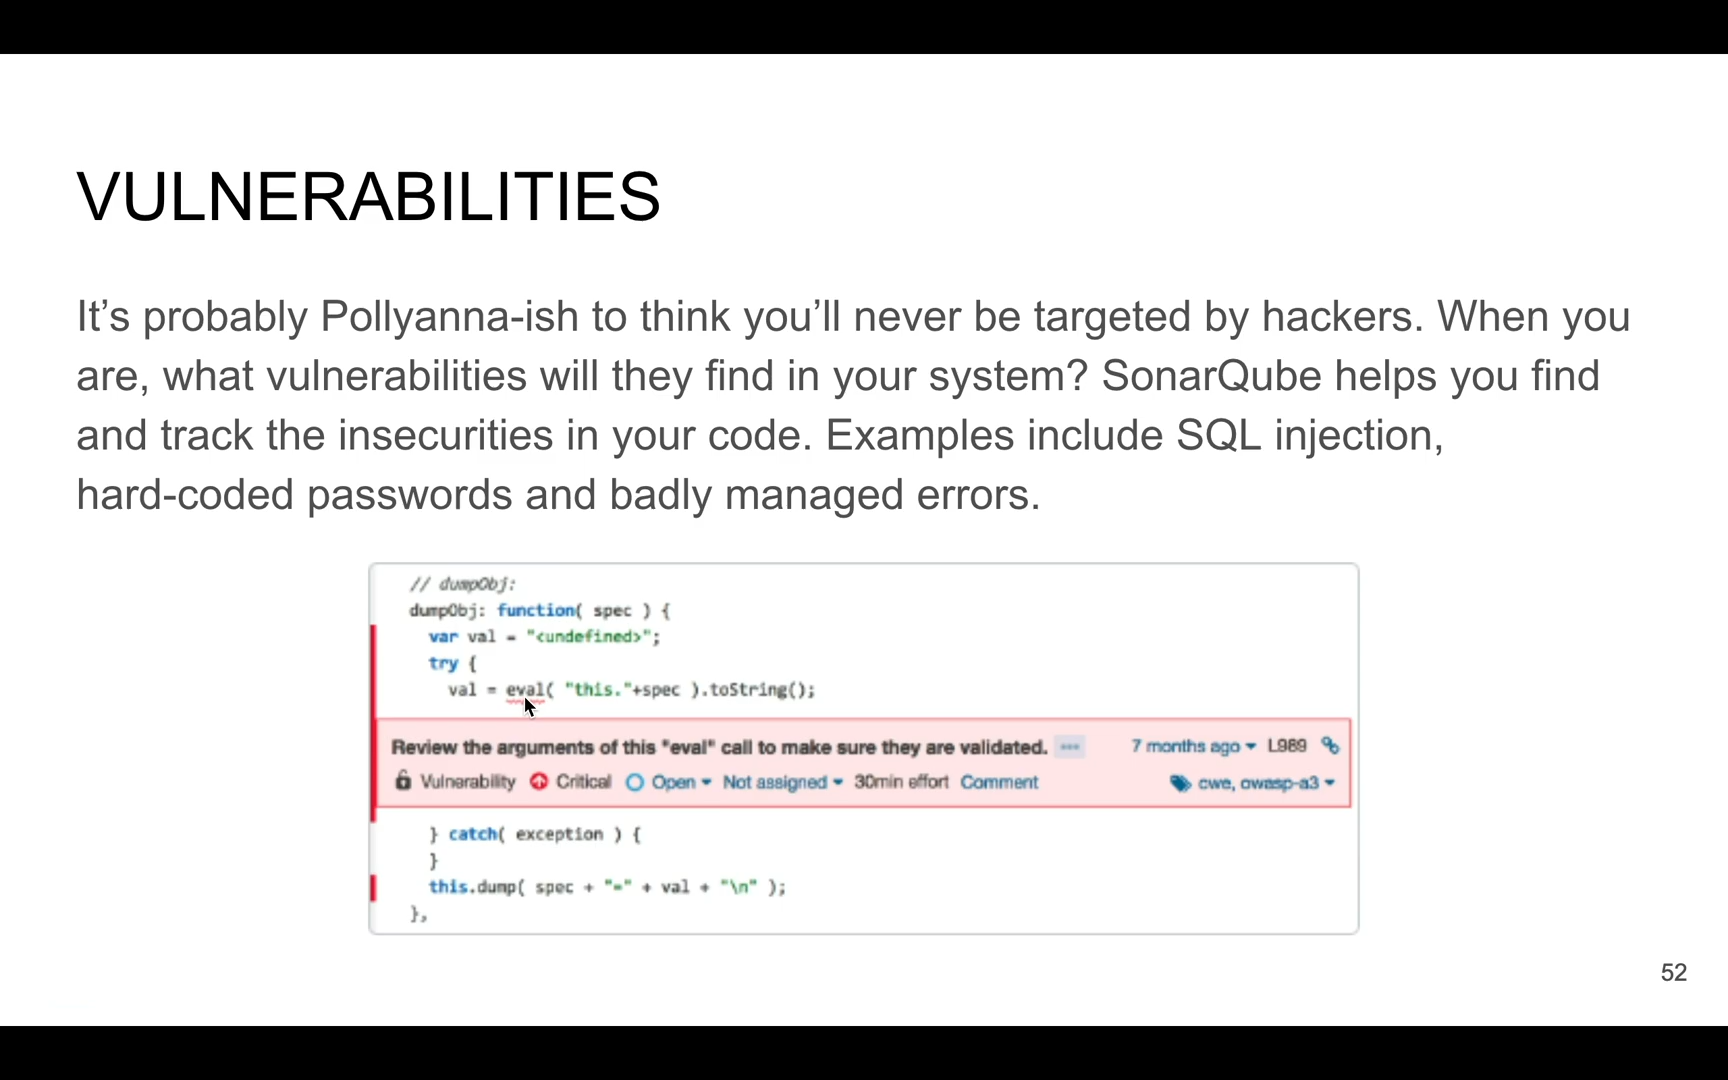 VULNERABILITIES
It’s probably Pollyanna-ish to think you’ll never be targeted by hackers. When you
are, what vulnerabilities will they find in your system? SonarQube helps you find
and track the insecurities in your code. Examples include SQL injection,
hard-coded passwords and badly managed errors.
// dumpObj:
dumpObj: function( spec ) {
var val = "<undefined>";
try {
val = eval( "this."+spec ).toString();
Review the arguments of this "eval" call to make sure they are validated. ... 7 months ago L989
Vulnerability Critical Open Not assigned 30min effort Comment cwe, owasp-a3
} catch( exception ) {
}
this.dump( spec + "=" + val + "\n" );
},
52